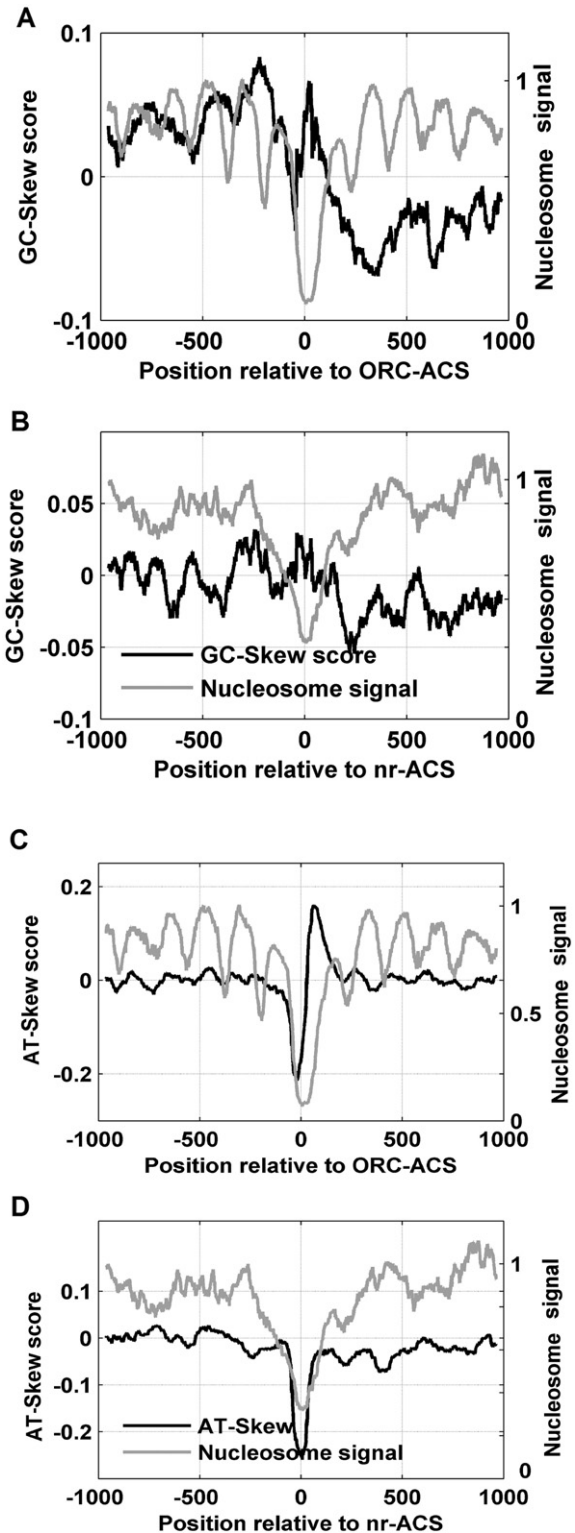 A
0.1
0
-0.1
GC-Skew score
1
0
Nucleosome signal
-1000 -500 0 500 1000
Position relative to ORC-ACS
B
0.05
0
-0.05
-0.1
GC-Skew score
1
0
Nucleosome signal
GC-Skew score
Nucleosome signal
-1000 -500 0 500 1000
Position relative to nr-ACS
C
0.2
0
-0.2
AT-Skew score
1
0.5
0
Nucleosome signal
-1000 -500 0 500 1000
Position relative to ORC-ACS
D
0.1
0
-0.1
-0.2
AT-Skew score
1
0
Nucleosome signal
AT-Skew
Nucleosome signal
-1000 -500 0 500 1000
Position relative to nr-ACS